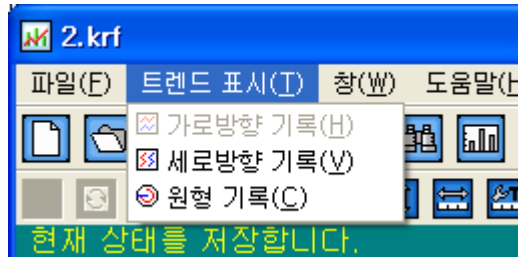 2.krf
파일(F) 트렌드 표시(T) 창(W) 도움말(H
가로방향 기록(H)
세로방향 기록(V)
원형 기록(C)
현재 상태를 저장합니다.